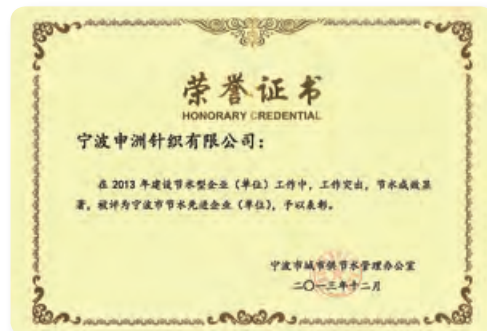 荣誉证书
HONORARY CREDENTIAL
宁波申洲针织有限公司：
在 2013 年建设节水型企业（单位）工作中，工作突出，节水成效显
著，被评为宁波市节水先进企业（单位），予以表彰。
宁波市城市供节水管理办公室
二〇一三年十二月